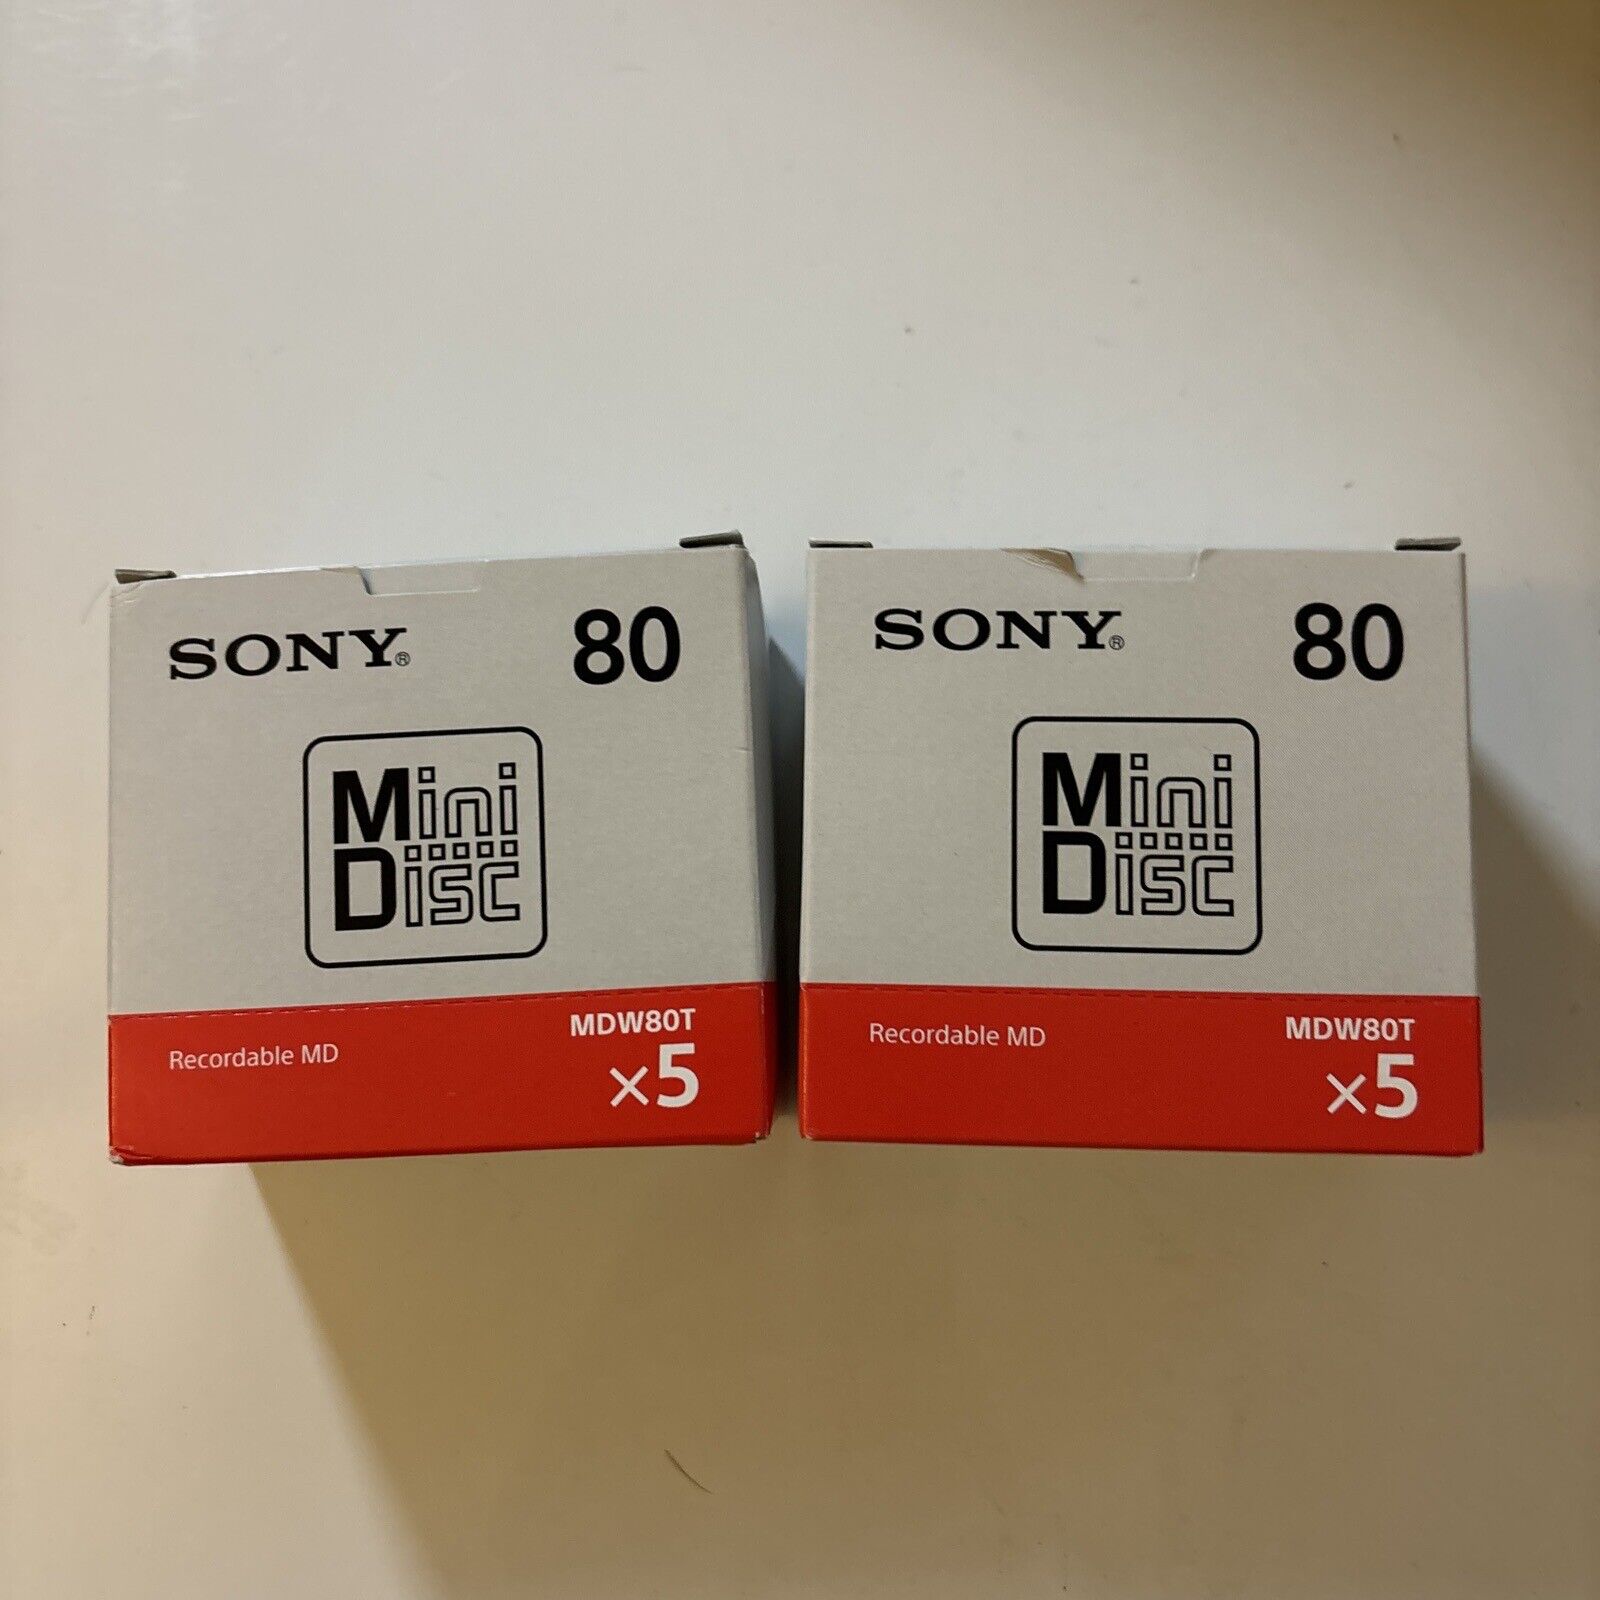 SONY® 80
Mini
Disc
Recordable MD
MDW80T
×5
SONY® 80
Mini
Disc
Recordable MD
MDW80T
×5